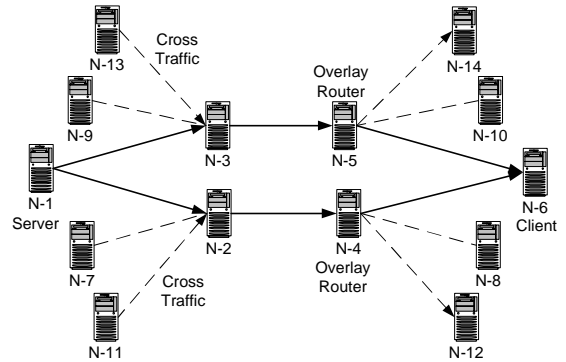 N-13
Cross
Traffic
N-14
Overlay
Router
N-9
N-10
N-3
N-5
N-1
Server
N-6
Client
N-2
N-4
Overlay
Router
N-7
N-8
Cross
Traffic
N-11
N-12